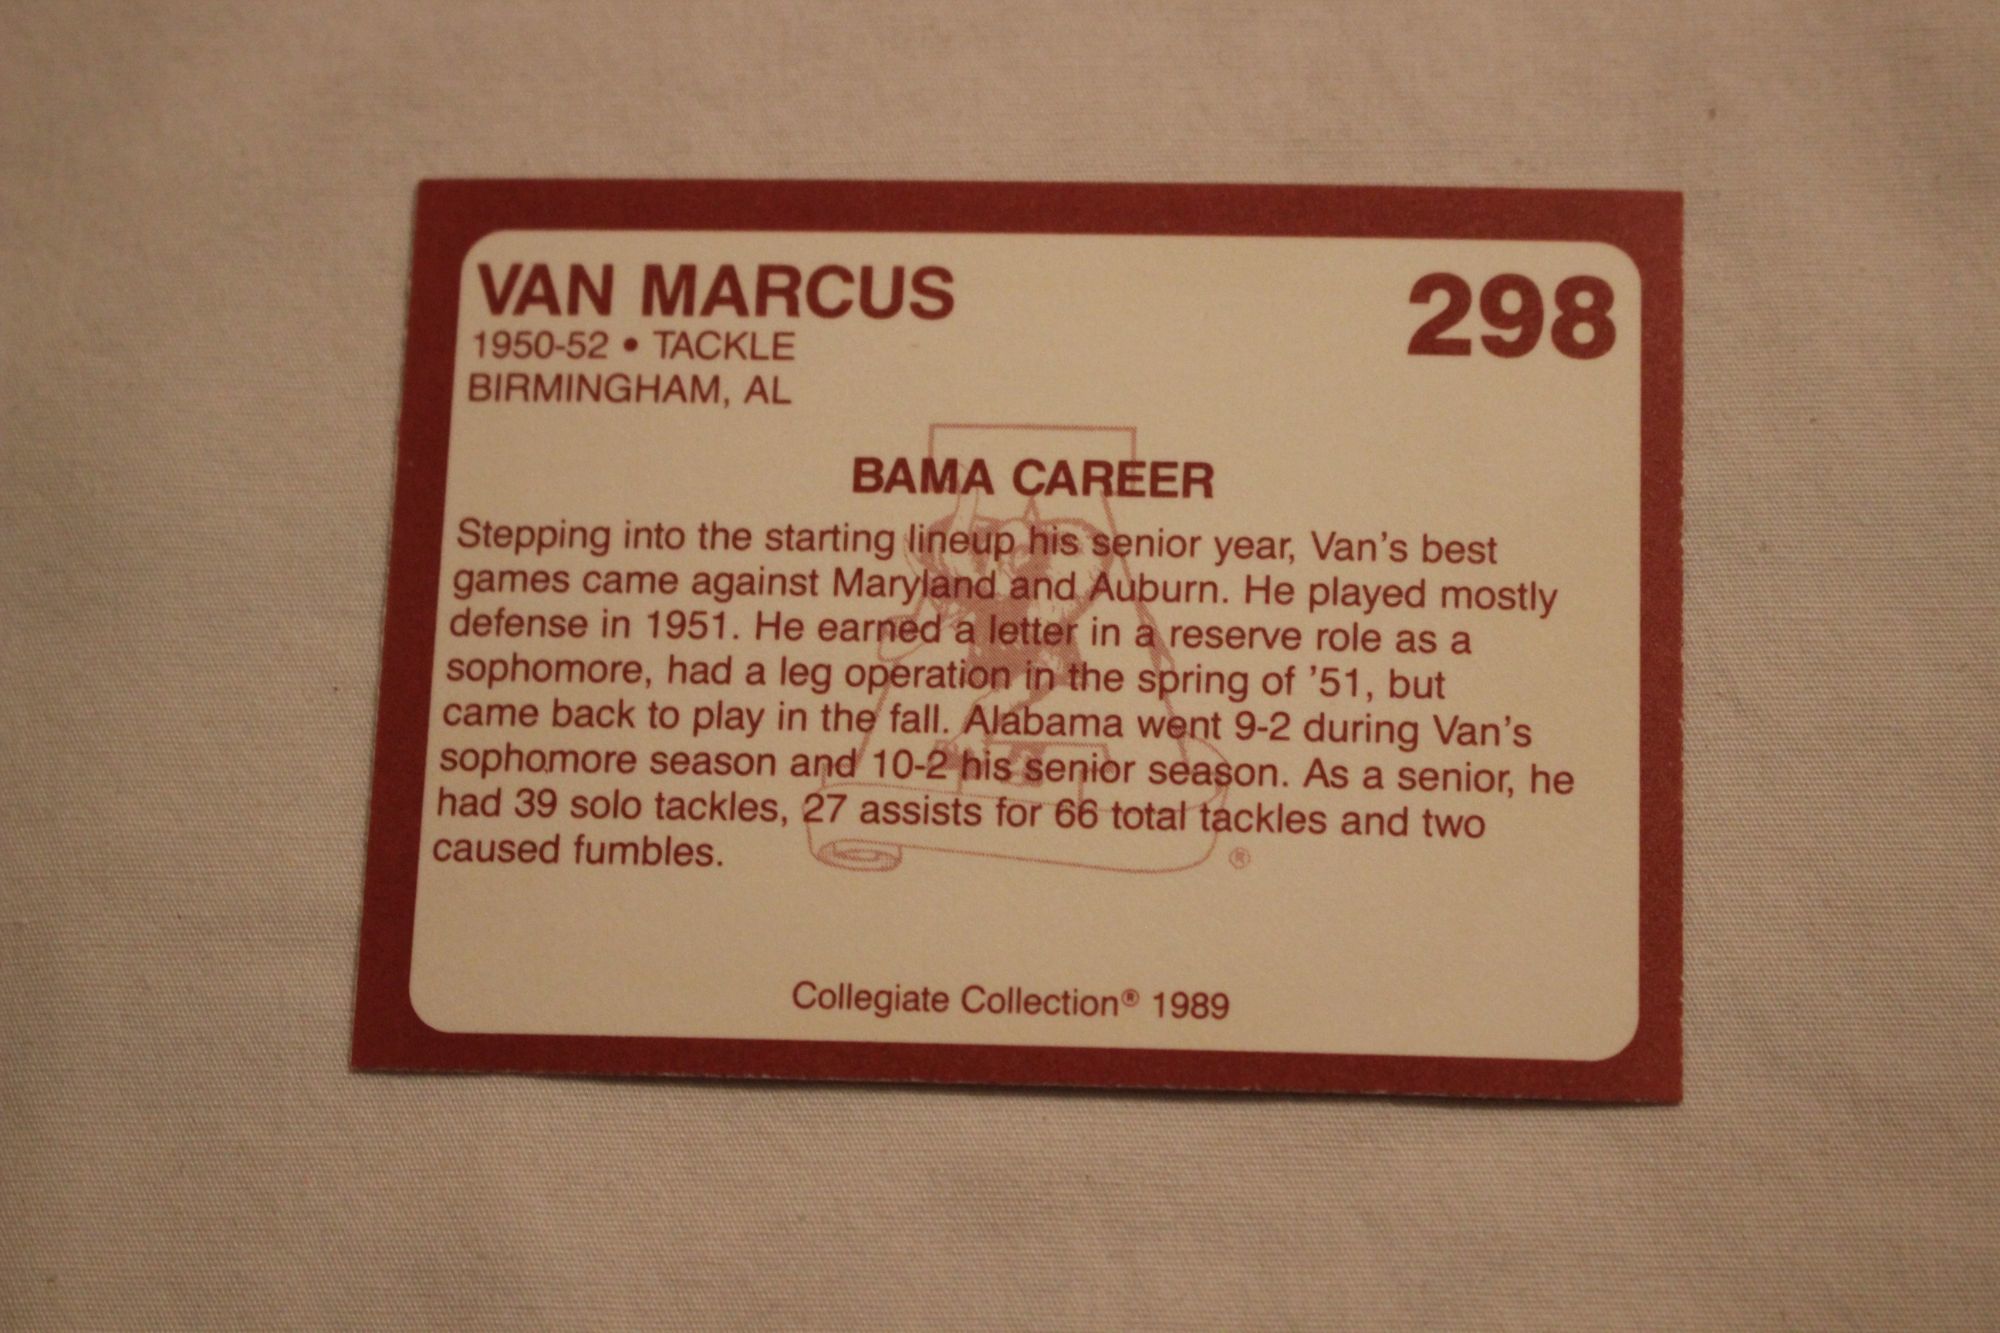 VAN MARCUS
298
1950-52 • TACKLE
BIRMINGHAM, AL
BAMA CAREER
Stepping into the starting lineup his senior year, Van's best
games came against Maryland and Auburn. He played mostly
defense in 1951. He earned a letter in a reserve role as a
sophomore, had a leg operation in the spring of '51, but
came back to play in the fall. Alabama went 9-2 during Van's
sophomore season and 10-2 his senior season. As a senior, he
had 39 solo tackles, 27 assists for 66 total tackles and two
caused fumbles.
®
Collegiate Collection® 1989